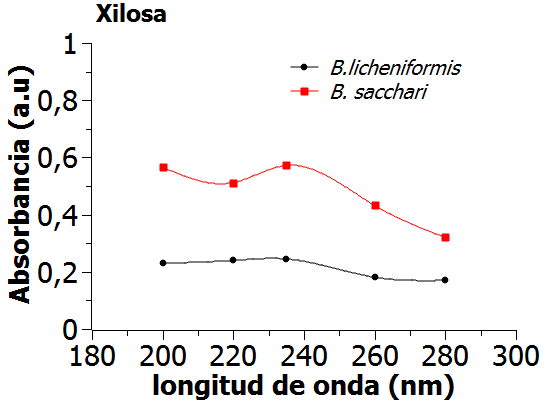 Xilosa
B.licheniformis
B. sacchari
Absorbancia (a.u)
1
0,8
0,6
0,4
0,2
0
180 200 220 240 260 280 300
longitud de onda (nm)